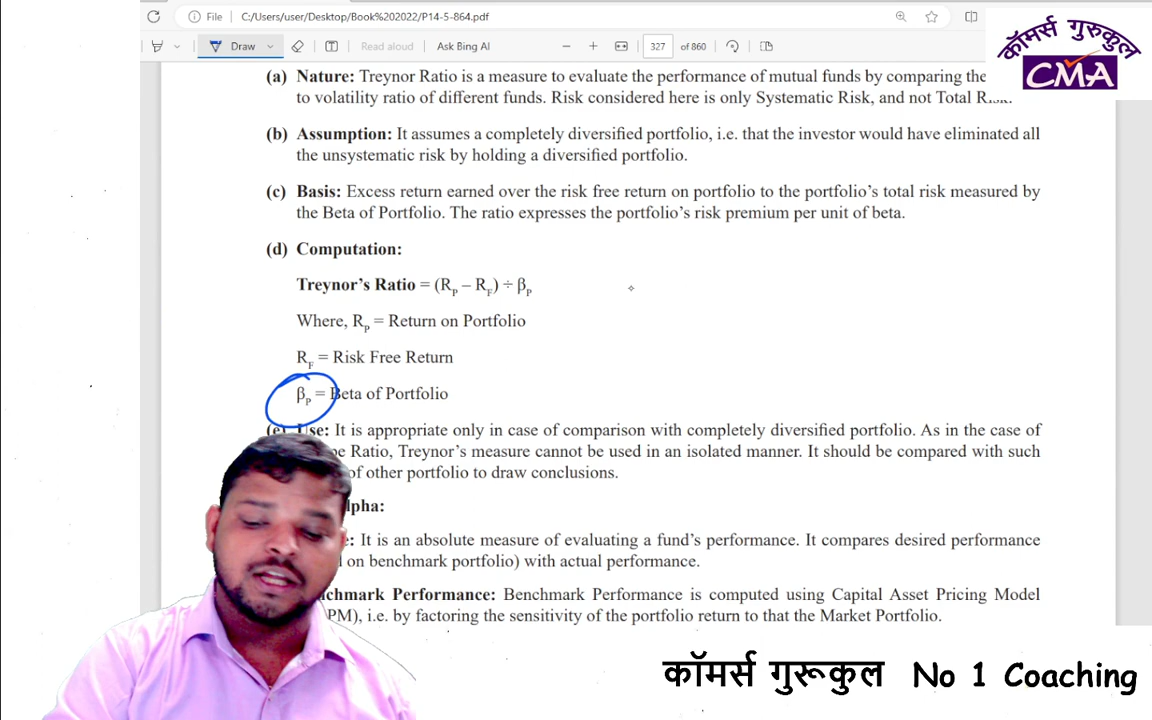 File C:/Users/user/Desktop/Book%202022/P14-5-864.pdf
Draw Read aloud Ask Bing AI 327 of 860
कॉमर्स गुरुकुल
CMA
(a) Nature: Treynor Ratio is a measure to evaluate the performance of mutual funds by comparing the
to volatility ratio of different funds. Risk considered here is only Systematic Risk, and not Total
(b) Assumption: It assumes a completely diversified portfolio, i.e. that the investor would have eliminated all
the unsystematic risk by holding a diversified portfolio.
(c) Basis: Excess return earned over the risk free return on portfolio to the portfolio's total risk measured by
the Beta of Portfolio. The ratio expresses the portfolio's risk premium per unit of beta.
(d) Computation:
Treynor's Ratio = (R_P – R_F) ÷ β_P
Where, R_P = Return on Portfolio
R_F = Risk Free Return
β_P = Beta of Portfolio
(e) Use: It is appropriate only in case of comparison with completely diversified portfolio. As in the case of
Ratio, Treynor's measure cannot be used in an isolated manner. It should be compared with such
of other portfolio to draw conclusions.
It is an absolute measure of evaluating a fund's performance. It compares desired performance
on benchmark portfolio) with actual performance.
Performance: Benchmark Performance is computed using Capital Asset Pricing Model
i.e. by factoring the sensitivity of the portfolio return to that the Market Portfolio.
कॉमर्स गुरूकुल No 1 Coaching